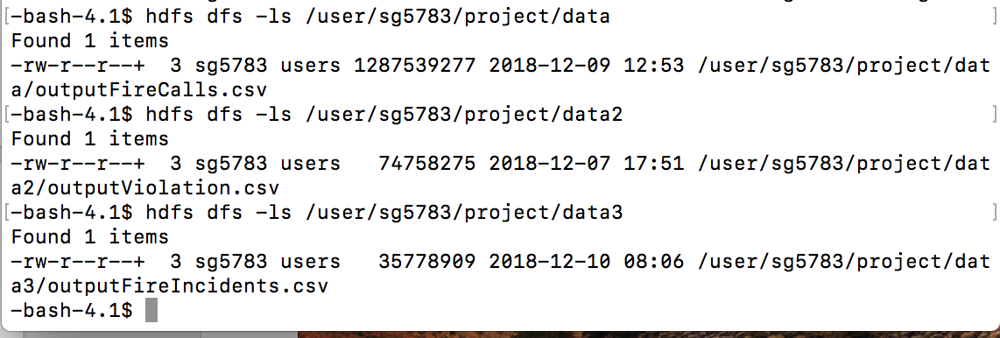 [-bash-4.1$ hdfs dfs -ls /user/sg5783/project/data ]
Found 1 items
-rw-r--r--+  3 sg5783 users 1287539277 2018-12-09 12:53 /user/sg5783/project/dat
a/outputFireCalls.csv
[-bash-4.1$ hdfs dfs -ls /user/sg5783/project/data2 ]
Found 1 items
-rw-r--r--+  3 sg5783 users   74758275 2018-12-07 17:51 /user/sg5783/project/dat
a2/outputViolation.csv
[-bash-4.1$ hdfs dfs -ls /user/sg5783/project/data3 ]
Found 1 items
-rw-r--r--+  3 sg5783 users   35778909 2018-12-10 08:06 /user/sg5783/project/dat
a3/outputFireIncidents.csv
-bash-4.1$